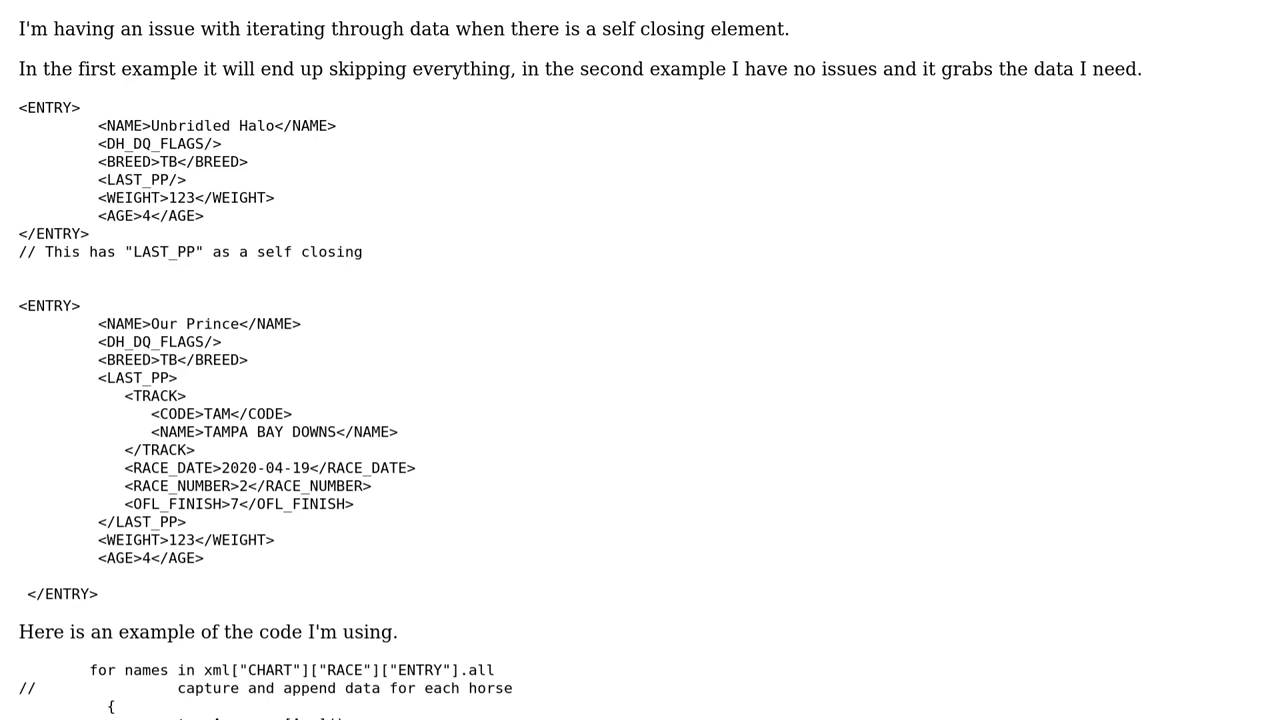 I'm having an issue with iterating through data when there is a self closing element.
In the first example it will end up skipping everything, in the second example I have no issues and it grabs the data I need.
<ENTRY>
         <NAME>Unbridled Halo</NAME>
         <DH_DQ_FLAGS/>
         <BREED>TB</BREED>
         <LAST_PP/>
         <WEIGHT>123</WEIGHT>
         <AGE>4</AGE>
</ENTRY>
// This has "LAST_PP" as a self closing
<ENTRY>
         <NAME>Our Prince</NAME>
         <DH_DQ_FLAGS/>
         <BREED>TB</BREED>
         <LAST_PP>
            <TRACK>
               <CODE>TAM</CODE>
               <NAME>TAMPA BAY DOWNS</NAME>
            </TRACK>
            <RACE_DATE>2020-04-19</RACE_DATE>
            <RACE_NUMBER>2</RACE_NUMBER>
            <OFL_FINISH>7</OFL_FINISH>
         </LAST_PP>
         <WEIGHT>123</WEIGHT>
         <AGE>4</AGE>
 </ENTRY>
Here is an example of the code I'm using.
        for names in xml["CHART"]["RACE"]["ENTRY"].all
//                capture and append data for each horse
          {